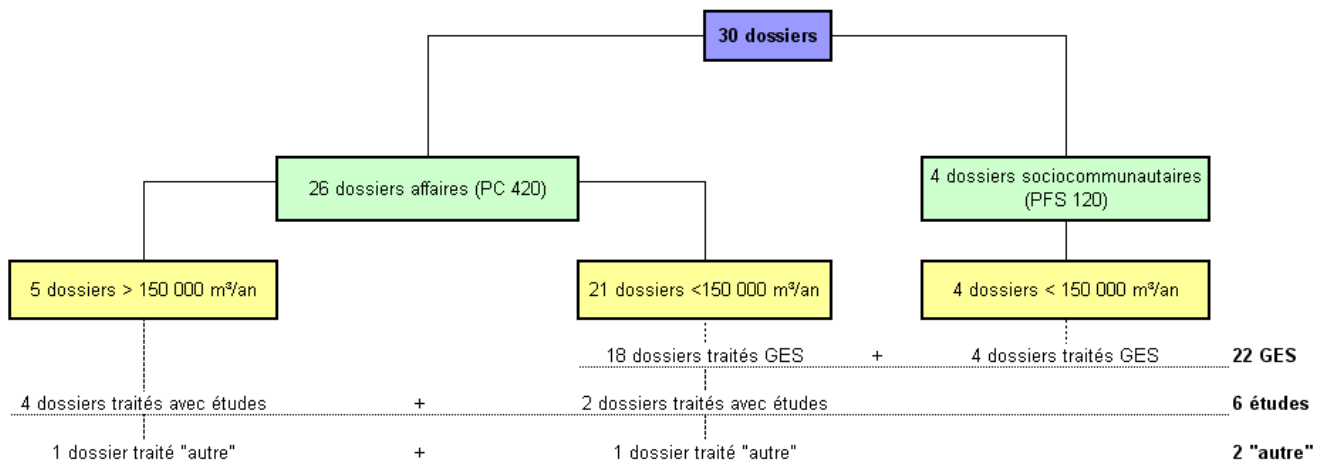 30 dossiers
26 dossiers affaires (PC 420)
4 dossiers sociocommunautaires
(PFS 120)
5 dossiers > 150 000 m³/an
21 dossiers <150 000 m³/an
4 dossiers < 150 000 m³/an
18 dossiers traités GES + 4 dossiers traités GES 22 GES
4 dossiers traités avec études + 2 dossiers traités avec études 6 études
1 dossier traité "autre" + 1 dossier traité "autre" 2 "autre"